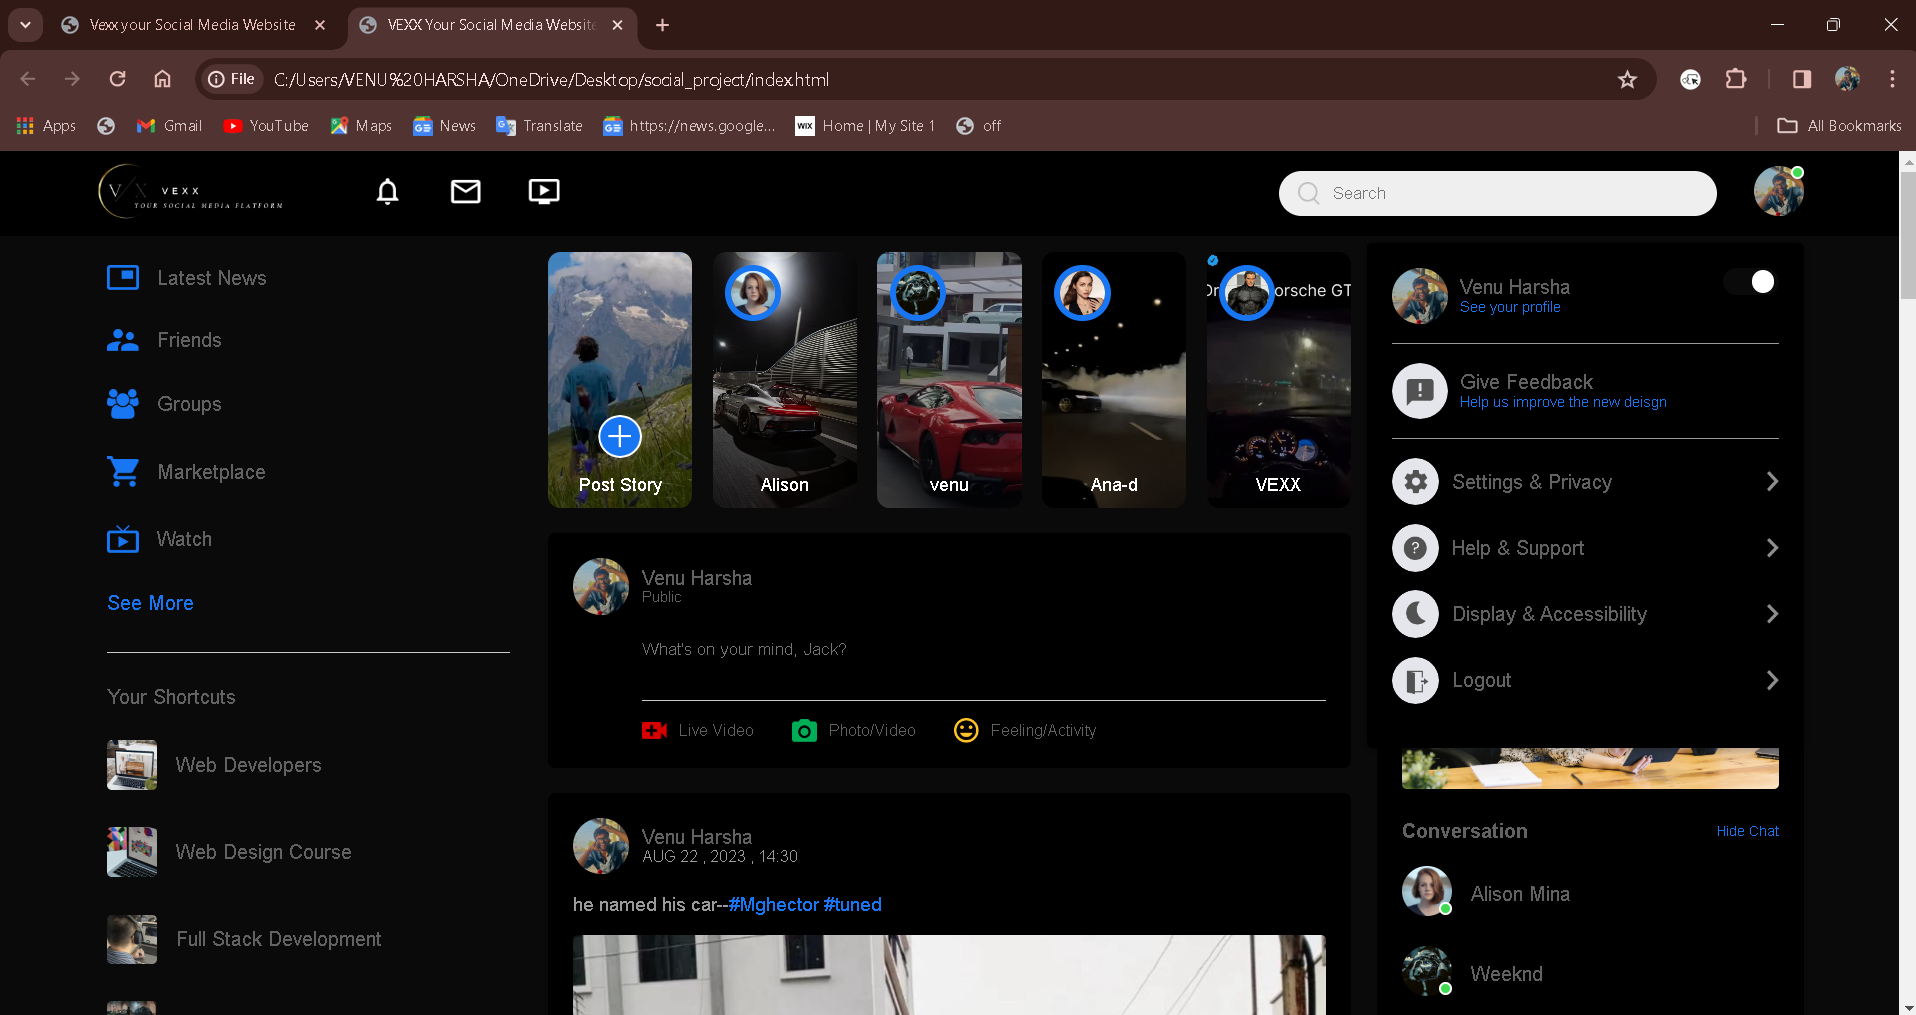 Vexx your Social Media Website
VEXX Your Social Media Website
File
C:/Users/VENU%20HARSHA/OneDrive/Desktop/social_project/index.html
Apps
Gmail
YouTube
Maps
News
Translate
https://news.google...
WIX
Home | My Site 1
off
All Bookmarks
V X
VEXX
YOUR SOCIAL MEDIA PLATFORM
Search
Latest News
Friends
Groups
Marketplace
Watch
See More
Your Shortcuts
Web Developers
Web Design Course
Full Stack Development
Post Story
Alison
venu
Ana-d
orsche GT
VEXX
Venu Harsha
Public
What's on your mind, Jack?
Live Video
Photo/Video
Feeling/Activity
Venu Harsha
AUG 22 , 2023 , 14:30
he named his car--#Mghector #tuned
Venu Harsha
See your profile
Give Feedback
Help us improve the new deisgn
Settings & Privacy
Help & Support
Display & Accessibility
Logout
Conversation
Hide Chat
Alison Mina
Weeknd